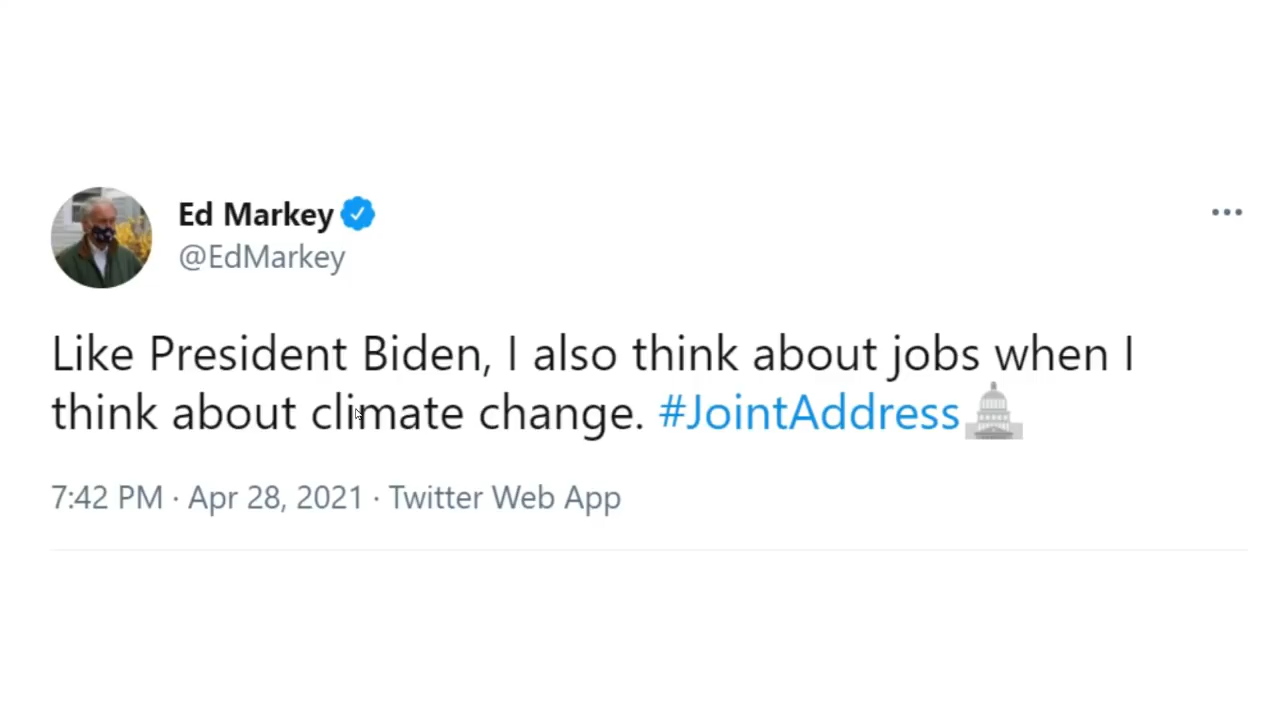 Ed Markey
@EdMarkey
Like President Biden, I also think about jobs when I
think about climate change. #JointAddress
7:42 PM · Apr 28, 2021 · Twitter Web App